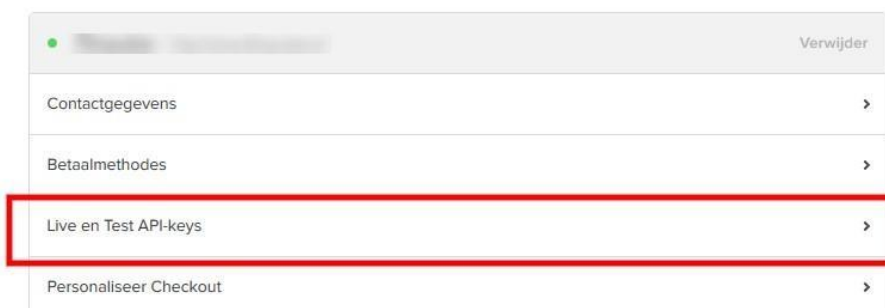 Verwijder
Contactgegevens
Betaalmethodes
Live en Test API-keys
Personaliseer Checkout